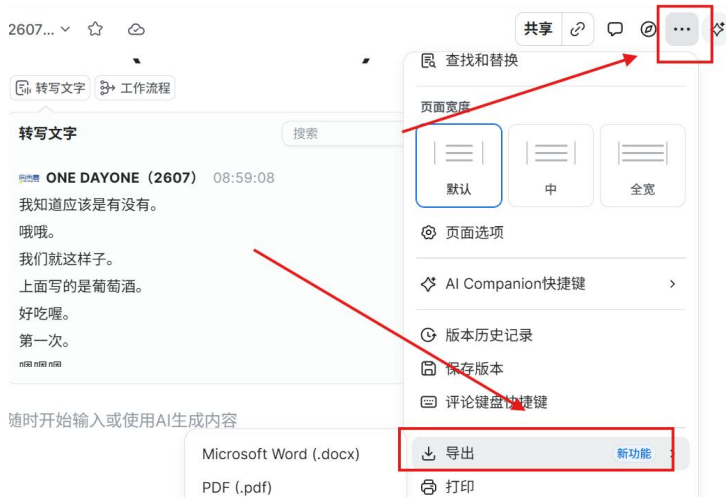 2607...
共享
查找和替换
转写文字 工作流程
页面宽度
转写文字
搜索
默认 中 全宽
ONE DAYONE（2607） 08:59:08
我知道应该是有没有。
哦哦。
我们就这样子。
上面写的是葡萄酒。
好吃喔。
第一次。
嗯嗯嗯
页面选项
AI Companion快捷键
版本历史记录
保存版本
评论键盘快捷键
随时开始输入或使用AI生成内容
导出 新功能
Microsoft Word (.docx)
PDF (.pdf)
打印